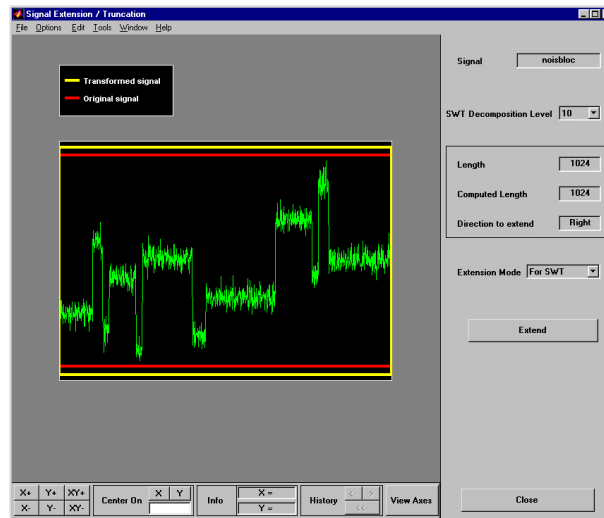 Signal Extension / Truncation
File Options Edit Tools Window Help
Transformed signal
Original signal
Signal noisbloc
SWT Decomposition Level 10
Length 1024
Computed Length 1024
Direction to extend Right
Extension Mode For SWT
Extend
X+ Y+ XY+
X- Y- XY-
Center On X Y
Info X =
Y =
History <- ->
<<-
View Axes
Close